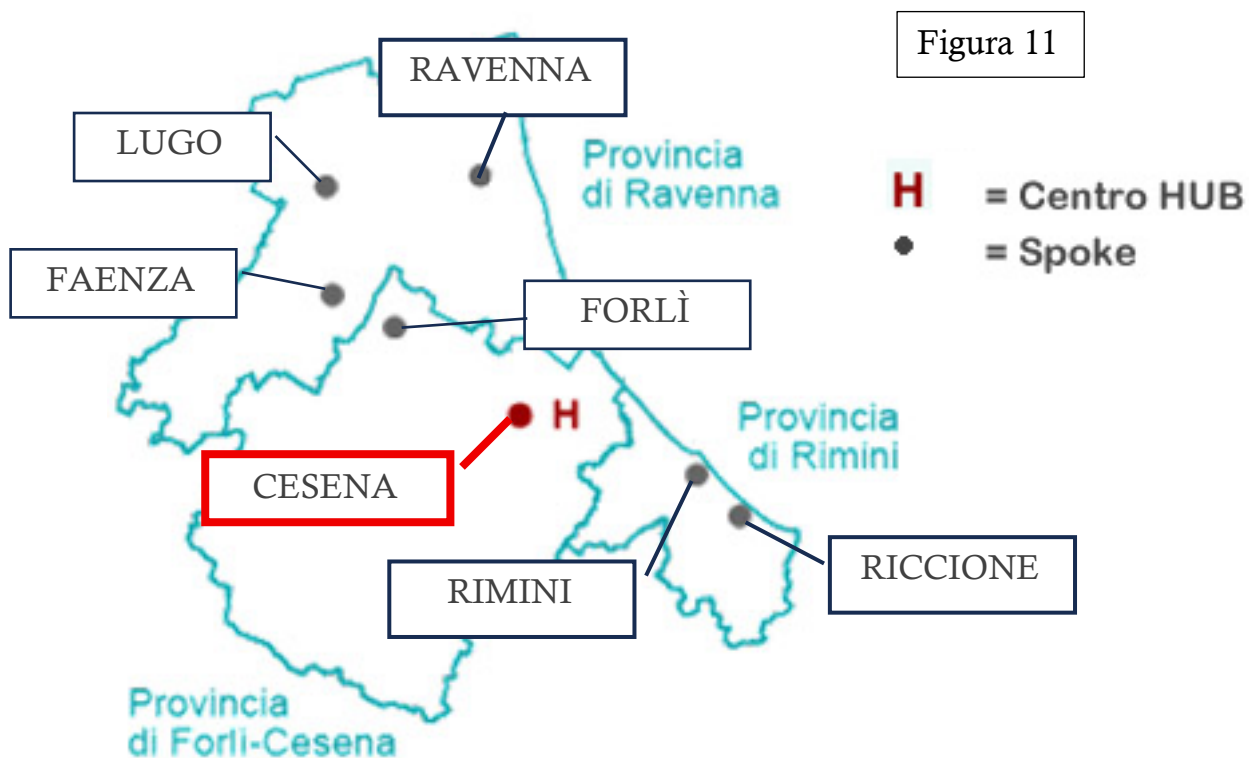 Figura 11
RAVENNA
LUGO
Provincia
di Ravenna
H = Centro HUB
= Spoke
FAENZA
FORLÌ
H
Provincia
di Rimini
CESENA
RIMINI
RICCIONE
Provincia
di Forlì-Cesena